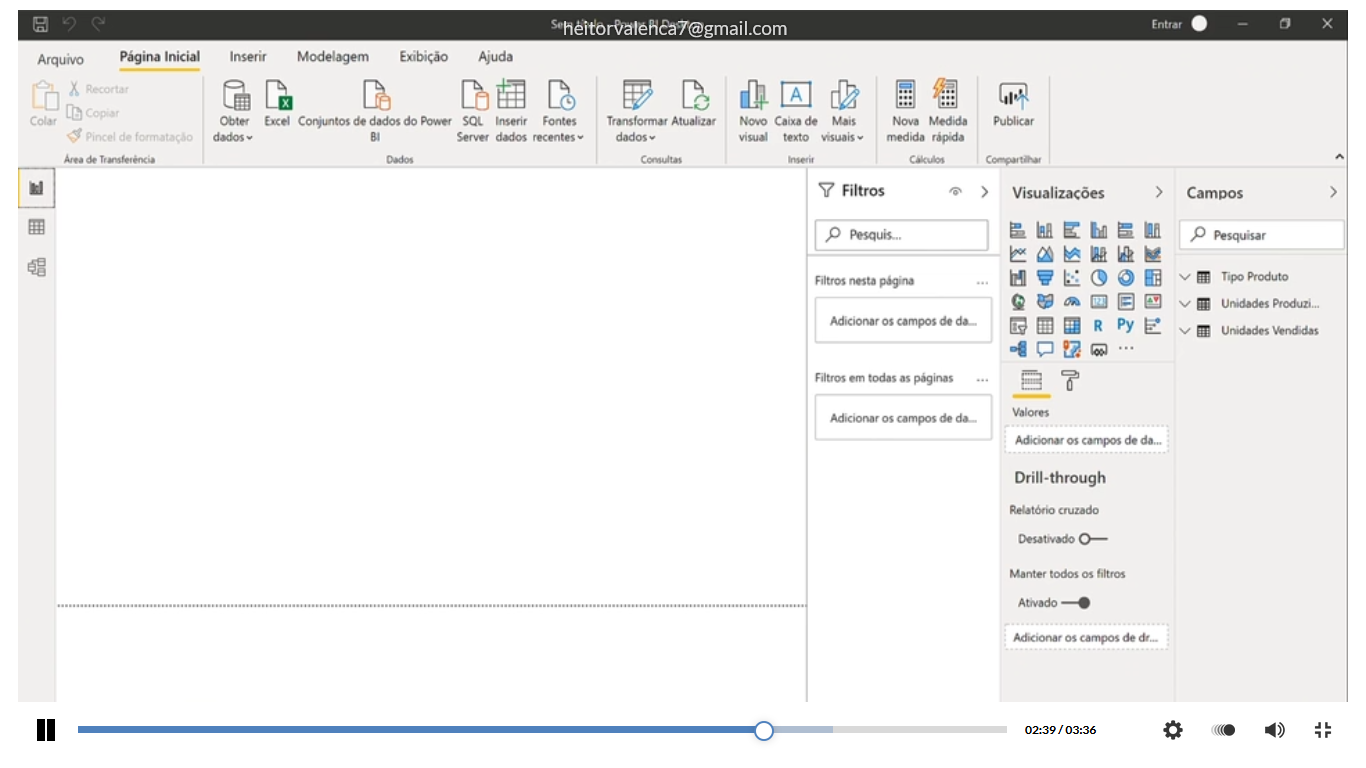 heitorvalenca7@gmail.com
Entrar
Arquivo Página Inicial Inserir Modelagem Exibição Ajuda
Colar
Recortar
Copiar
Pincel de formatação
Área de Transferência
Obter dados
Excel
Conjuntos de dados do Power BI
SQL Server
Inserir dados
Fontes recentes
Dados
Transformar dados
Atualizar
Consultas
Novo visual
Caixa de texto
Mais visuais
Inserir
Nova medida
Medida rápida
Cálculos
Publicar
Compartilhar
Filtros
Pesquis...
Filtros nesta página ...
Adicionar os campos de da...
Filtros em todas as páginas ...
Adicionar os campos de da...
Visualizações
R Py
...
Valores
Adicionar os campos de da...
Drill-through
Relatório cruzado
Desativado
Manter todos os filtros
Ativado
Adicionar os campos de dr...
Campos
Pesquisar
Tipo Produto
Unidades Produzi...
Unidades Vendidas
02:39 / 03:36